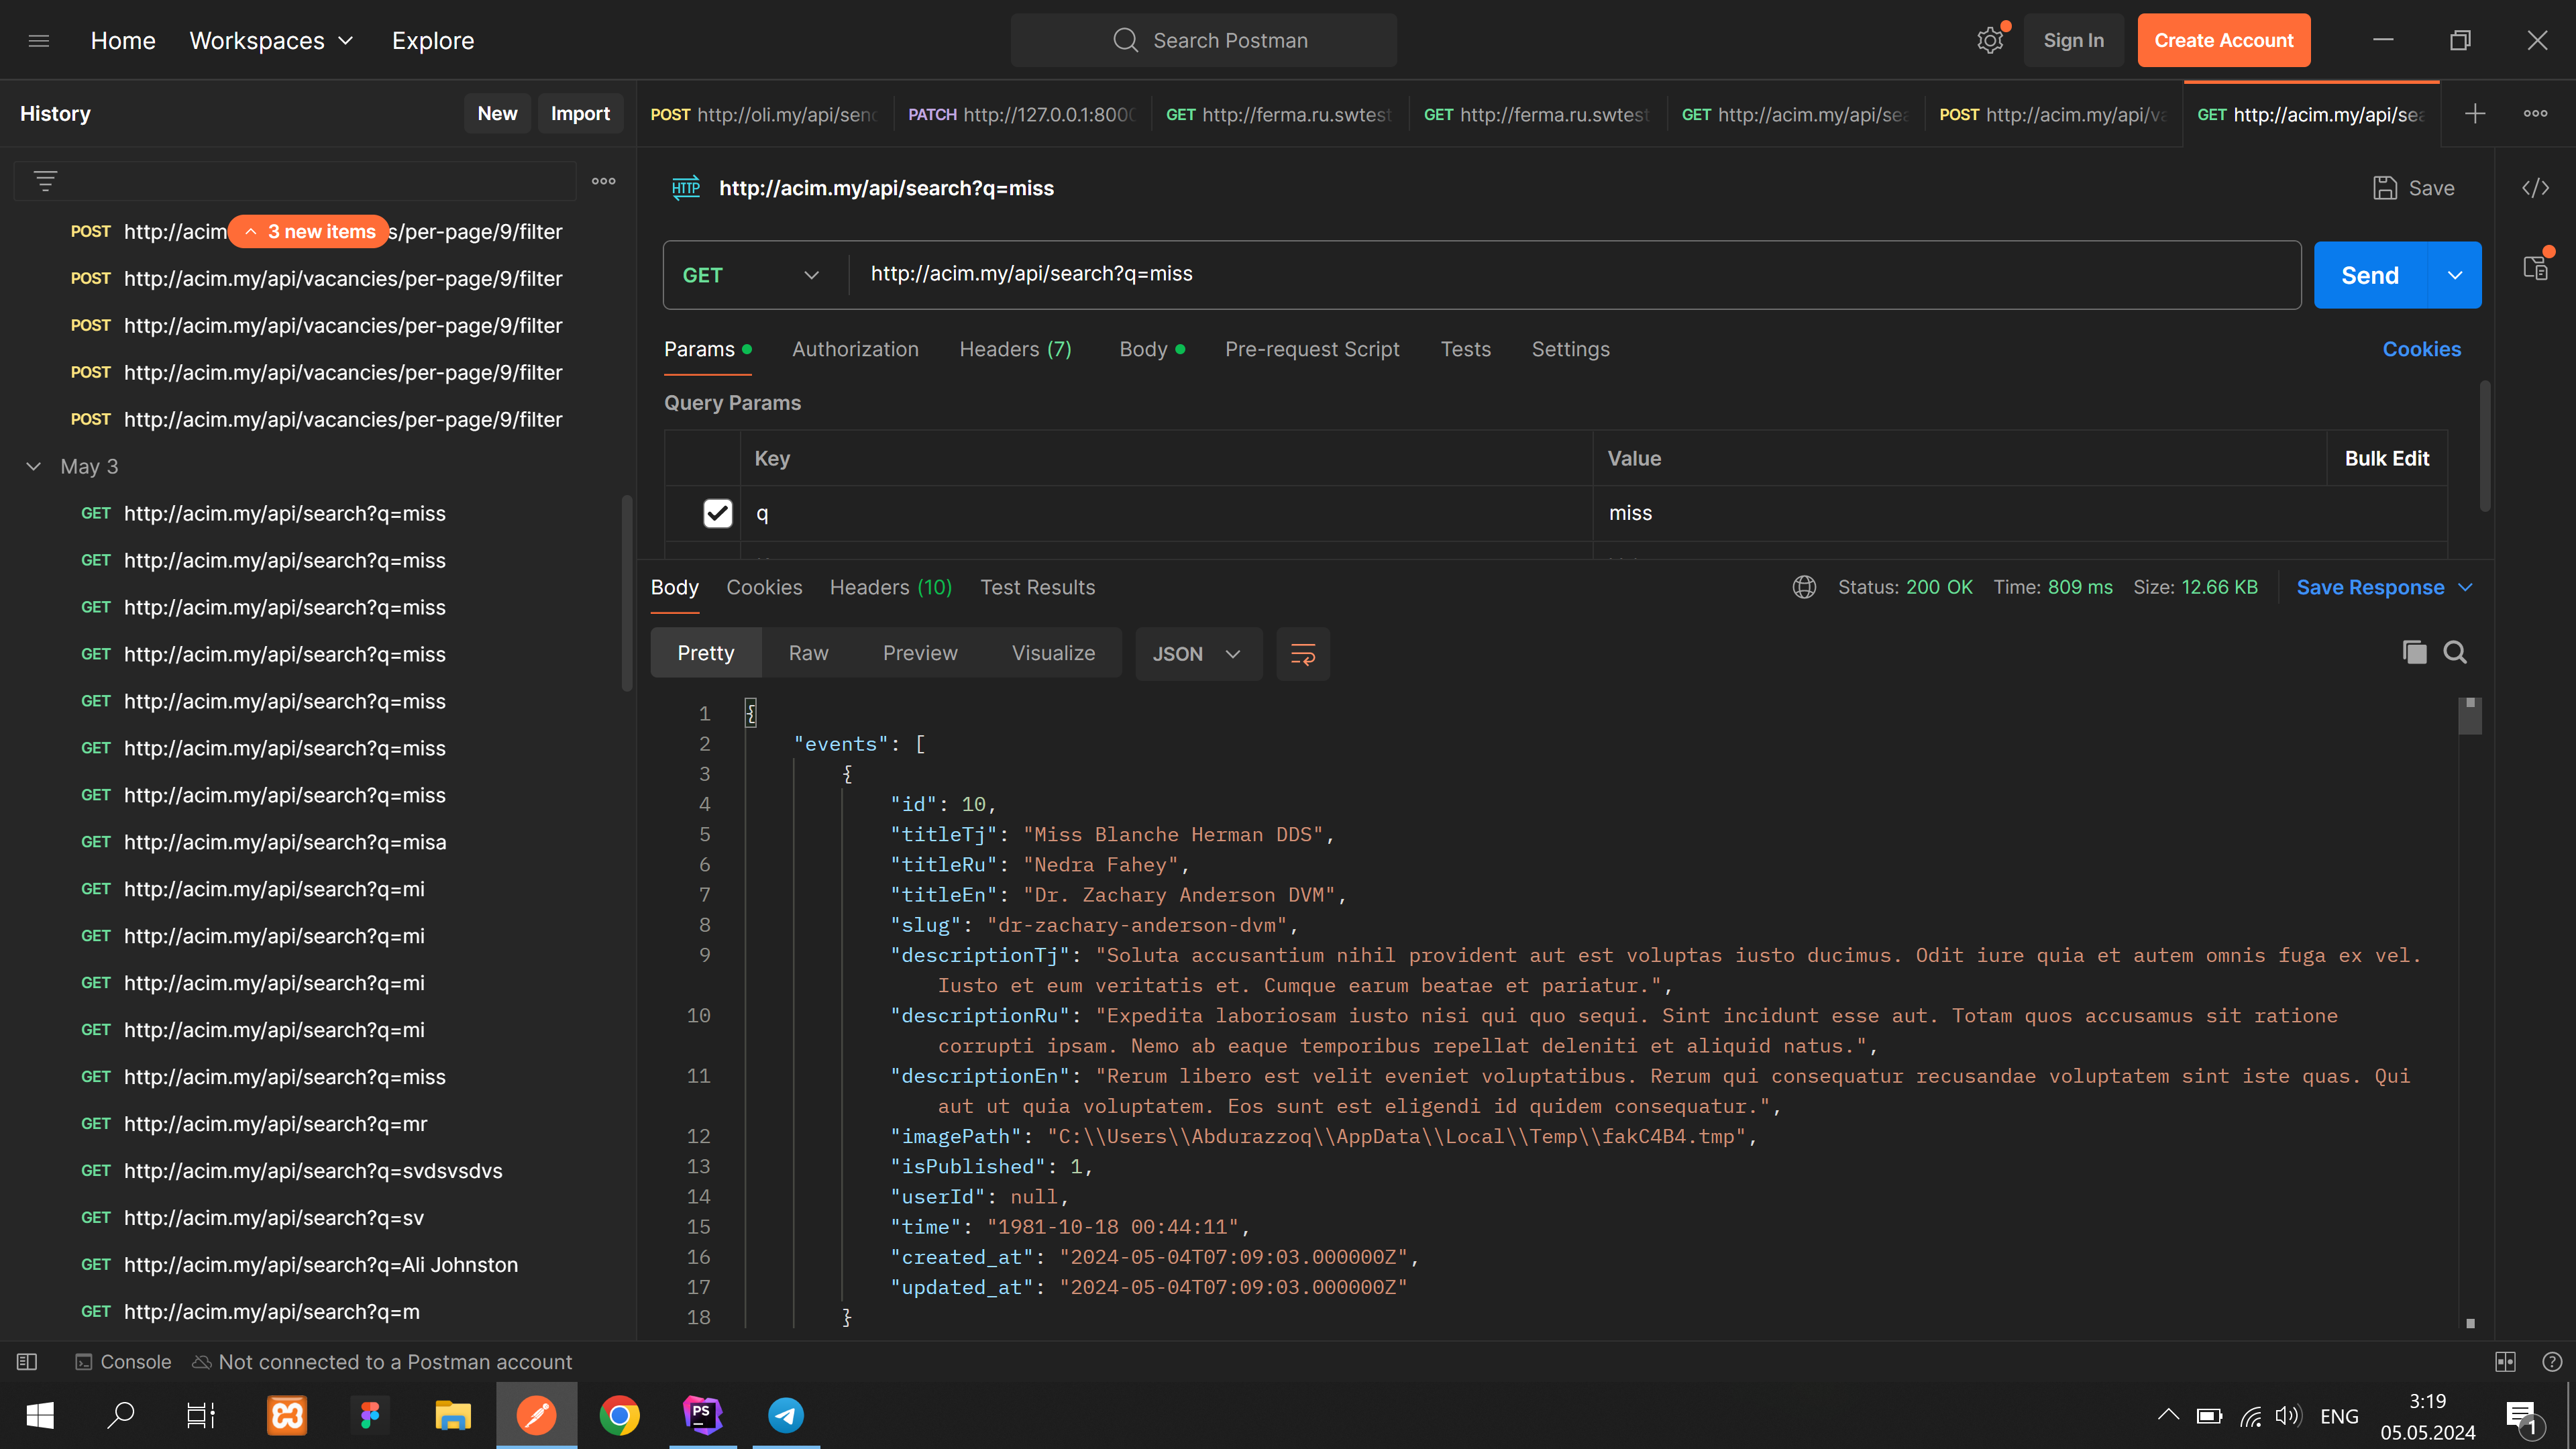 Home Workspaces Explore
Search Postman
Sign In Create Account
History New Import
POST http://oli.my/api/send
PATCH http://127.0.0.1:8000
GET http://ferma.ru.swtest
GET http://ferma.ru.swtest
GET http://acim.my/api/sea
POST http://acim.my/api/va
GET http://acim.my/api/sea
3 new items
POST http://acim s/per-page/9/filter
POST http://acim.my/api/vacancies/per-page/9/filter
POST http://acim.my/api/vacancies/per-page/9/filter
POST http://acim.my/api/vacancies/per-page/9/filter
POST http://acim.my/api/vacancies/per-page/9/filter
May 3
GET http://acim.my/api/search?q=miss
GET http://acim.my/api/search?q=miss
GET http://acim.my/api/search?q=miss
GET http://acim.my/api/search?q=miss
GET http://acim.my/api/search?q=miss
GET http://acim.my/api/search?q=miss
GET http://acim.my/api/search?q=miss
GET http://acim.my/api/search?q=misa
GET http://acim.my/api/search?q=mi
GET http://acim.my/api/search?q=mi
GET http://acim.my/api/search?q=mi
GET http://acim.my/api/search?q=mi
GET http://acim.my/api/search?q=miss
GET http://acim.my/api/search?q=mr
GET http://acim.my/api/search?q=svdsvsdvs
GET http://acim.my/api/search?q=sv
GET http://acim.my/api/search?q=Ali Johnston
GET http://acim.my/api/search?q=m
HTTP http://acim.my/api/search?q=miss
Save
GET http://acim.my/api/search?q=miss
Send
Params Authorization Headers (7) Body Pre-request Script Tests Settings Cookies
Query Params
Key Value Bulk Edit
q miss
Body Cookies Headers (10) Test Results Status: 200 OK Time: 809 ms Size: 12.66 KB Save Response
Pretty Raw Preview Visualize JSON
1 {
2 "events": [
3 {
4 "id": 10,
5 "titleTj": "Miss Blanche Herman DDS",
6 "titleRu": "Nedra Fahey",
7 "titleEn": "Dr. Zachary Anderson DVM",
8 "slug": "dr-zachary-anderson-dvm",
9 "descriptionTj": "Soluta accusantium nihil provident aut est voluptas iusto ducimus. Odit iure quia et autem omnis fuga ex vel.
Iusto et eum veritatis et. Cumque earum beatae et pariatur.",
10 "descriptionRu": "Expedita laboriosam iusto nisi qui quo sequi. Sint incidunt esse aut. Totam quos accusamus sit ratione
corrupti ipsam. Nemo ab eaque temporibus repellat deleniti et aliquid natus.",
11 "descriptionEn": "Rerum libero est velit eveniet voluptatibus. Rerum qui consequatur recusandae voluptatem sint iste quas. Qui
aut ut quia voluptatem. Eos sunt est eligendi id quidem consequatur.",
12 "imagePath": "C:\\Users\\Abdurazzoq\\AppData\\Local\\Temp\\fakC4B4.tmp",
13 "isPublished": 1,
14 "userId": null,
15 "time": "1981-10-18 00:44:11",
16 "created_at": "2024-05-04T07:09:03.000000Z",
17 "updated_at": "2024-05-04T07:09:03.000000Z"
18 }
Console Not connected to a Postman account
PS
ENG
3:19
05.05.2024
1